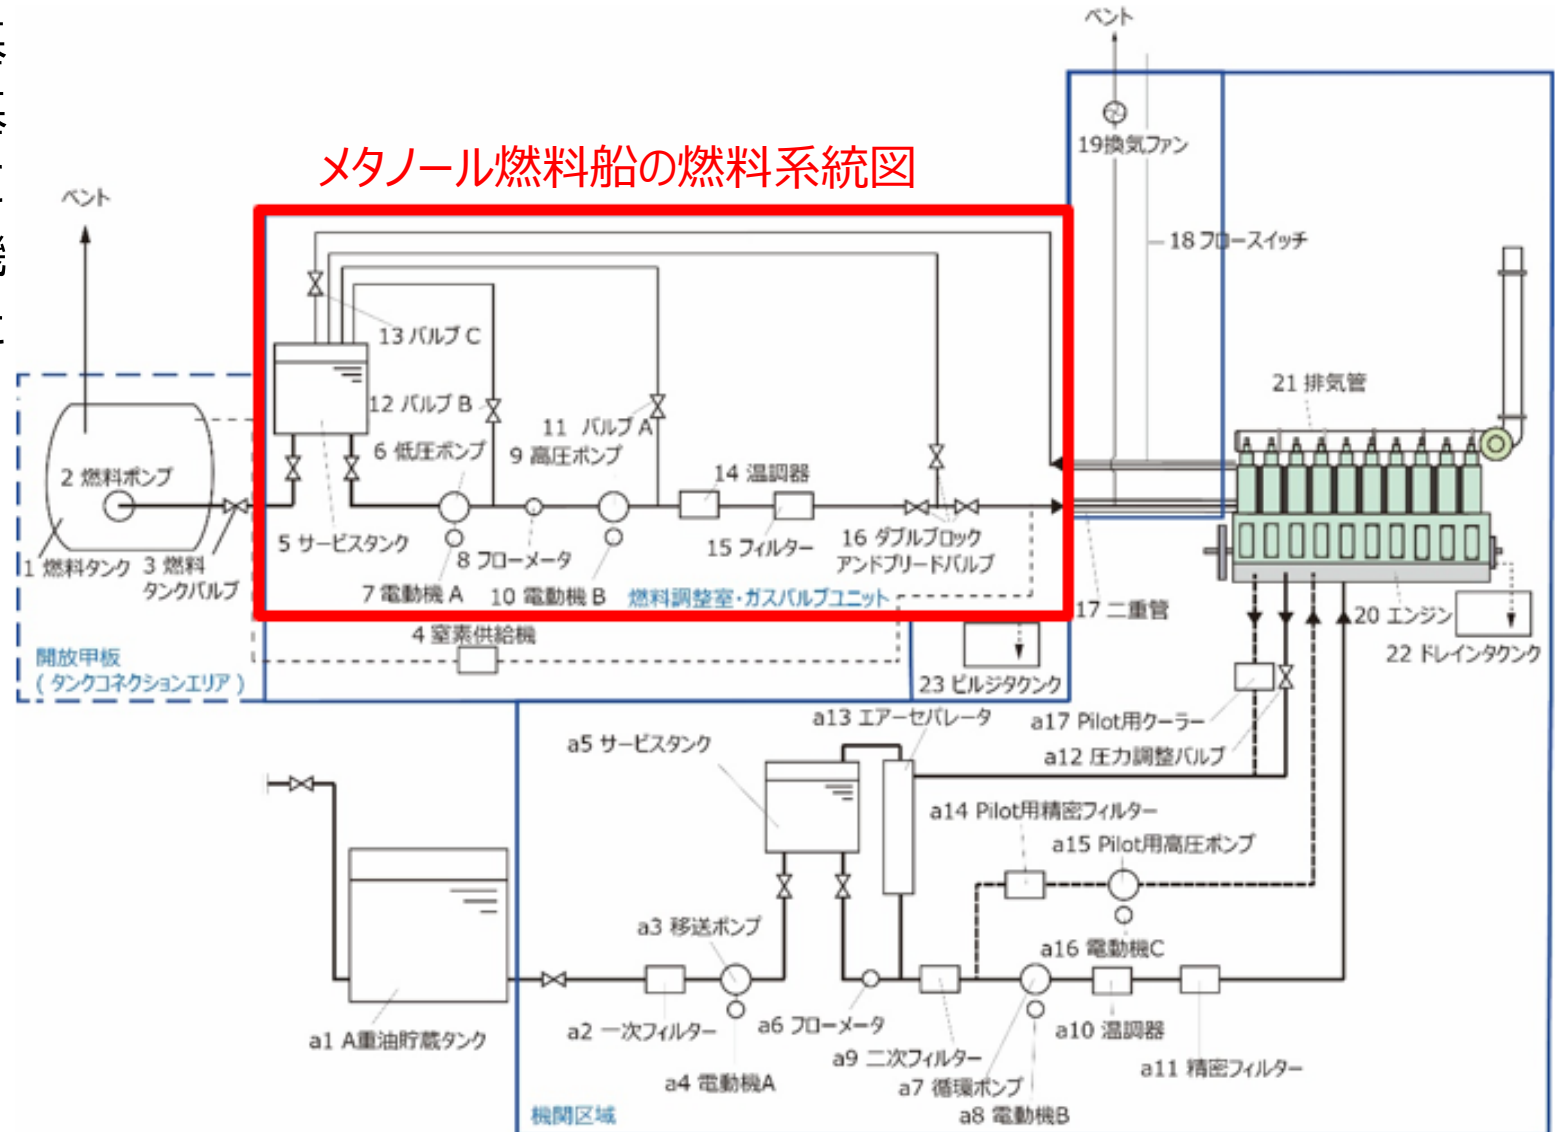 ベント
19換気ファン
メタノール燃料船の燃料系統図
ベント
18 フロースイッチ
13 バルブ C
21 排気管
12 バルブ B
11 バルブ A
6 低圧ポンプ
9 高圧ポンプ
14 温調器
2 燃料ポンプ
5 サービスタンク
8 フローメータ
15 フィルター
16 ダブルブロック
アンドブリードバルブ
1 燃料タンク
3 燃料
タンクバルブ
7 電動機 A
10 電動機 B
燃料調整室・ガスバルブユニット
17 二重管
20 エンジン
4 窒素供給機
22 ドレインタクンク
開放甲板
( タンクコネクションエリア )
23 ビルジタクンク
a13 エアーセパレータ
a17 Pilot用クーラー
a5 サービスタンク
a12 圧力調整バルブ
a14 Pilot用精密フィルター
a15 Pilot用高圧ポンプ
a3 移送ポンプ
a16 電動機C
a1 A重油貯蔵タンク
a2 一次フィルター
a6 フローメータ
a10 温調器
a9 二次フィルター
a11 精密フィルター
a4 電動機A
a7 循環ポンプ
a8 電動機B
機関区域